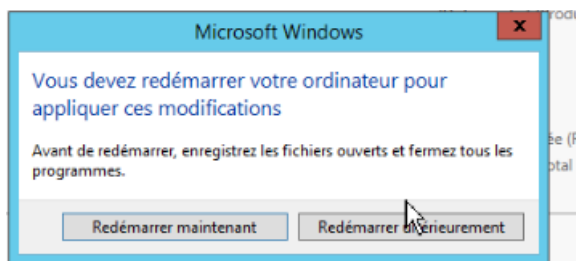 Microsoft Windows
x
Vous devez redémarrer votre ordinateur pour
appliquer ces modifications
Avant de redémarrer, enregistrez les fichiers ouverts et fermez tous les
programmes.
Redémarrer maintenant
Redémarrer ultérieurement